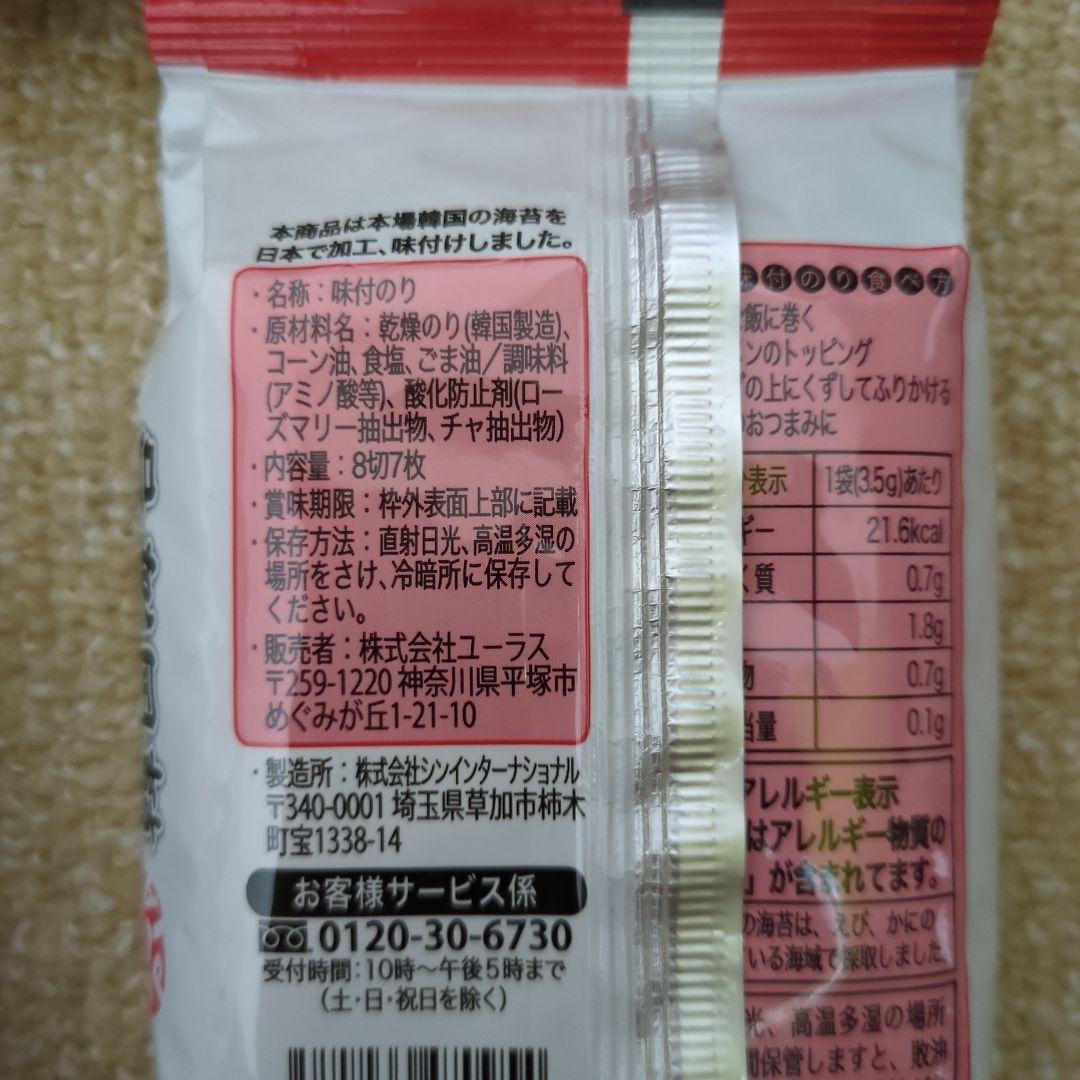 本商品は本場韓国の海苔を
日本で加工、味付けしました。
・名称：味付のり
・原材料名：乾燥のり(韓国製造)、
コーン油、食塩、ごま油／調味料
(アミノ酸等)、酸化防止剤(ロー
ズマリー抽出物、チャ抽出物)
・内容量：8切7枚
・賞味期限：枠外表面上部に記載
・保存方法：直射日光、高温多湿の
場所をさけ、冷暗所に保存して
ください。
・販売者：株式会社ユーラス
〒259-1220 神奈川県平塚市
めぐみが丘1-21-10
・製造所：株式会社シンインターナショナル
〒340-0001 埼玉県草加市柿木
町宝1338-14
お客様サービス係
0120-30-6730
受付時間：10時～午後5時まで
（土・日・祝日を除く）
味付のり食べ方
飯に巻く
ンのトッピング
の上にくずしてふりかける
おつまみに
表示 1袋(3.5g)あたり
ギー 21.6kcal
質 0.7g
1.8g
物 0.7g
当量 0.1g
アレルギー表示
はアレルギー物質の
」が含まれてます。
の海苔は、えび、かにの
いる海域で採取しました
光、高温多湿の場所
間保管しますと、敗油